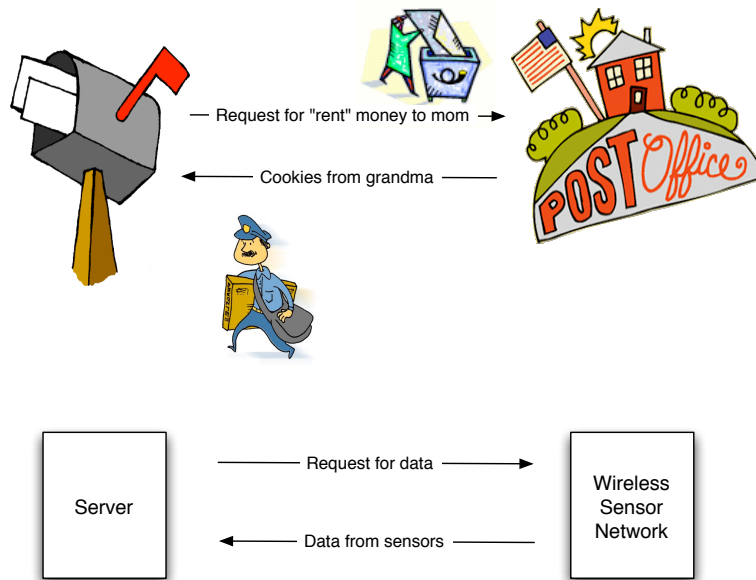 Request for "rent" money to mom
Cookies from grandma
POST Office
Request for data
Server
Wireless
Sensor
Network
Data from sensors